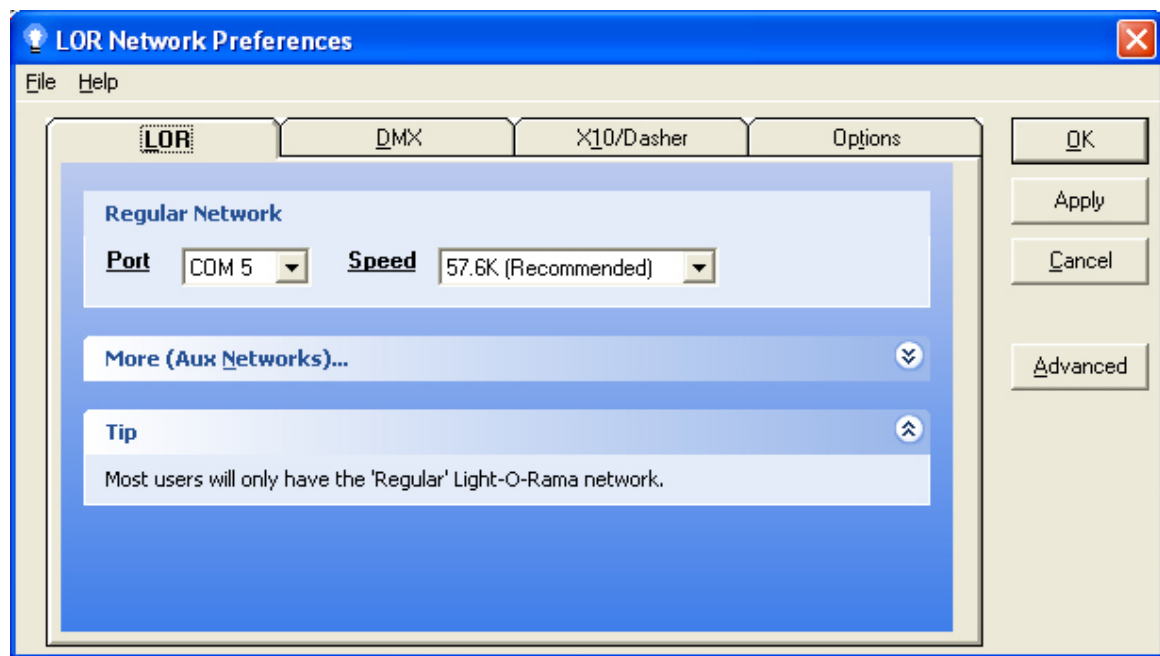 LOR Network Preferences
File Help
LOR DMX X10/Dasher Options
OK
Regular Network
Apply
Port COM 5 Speed 57.6K (Recommended)
Cancel
More (Aux Networks)...
Advanced
Tip
Most users will only have the 'Regular' Light-O-Rama network.